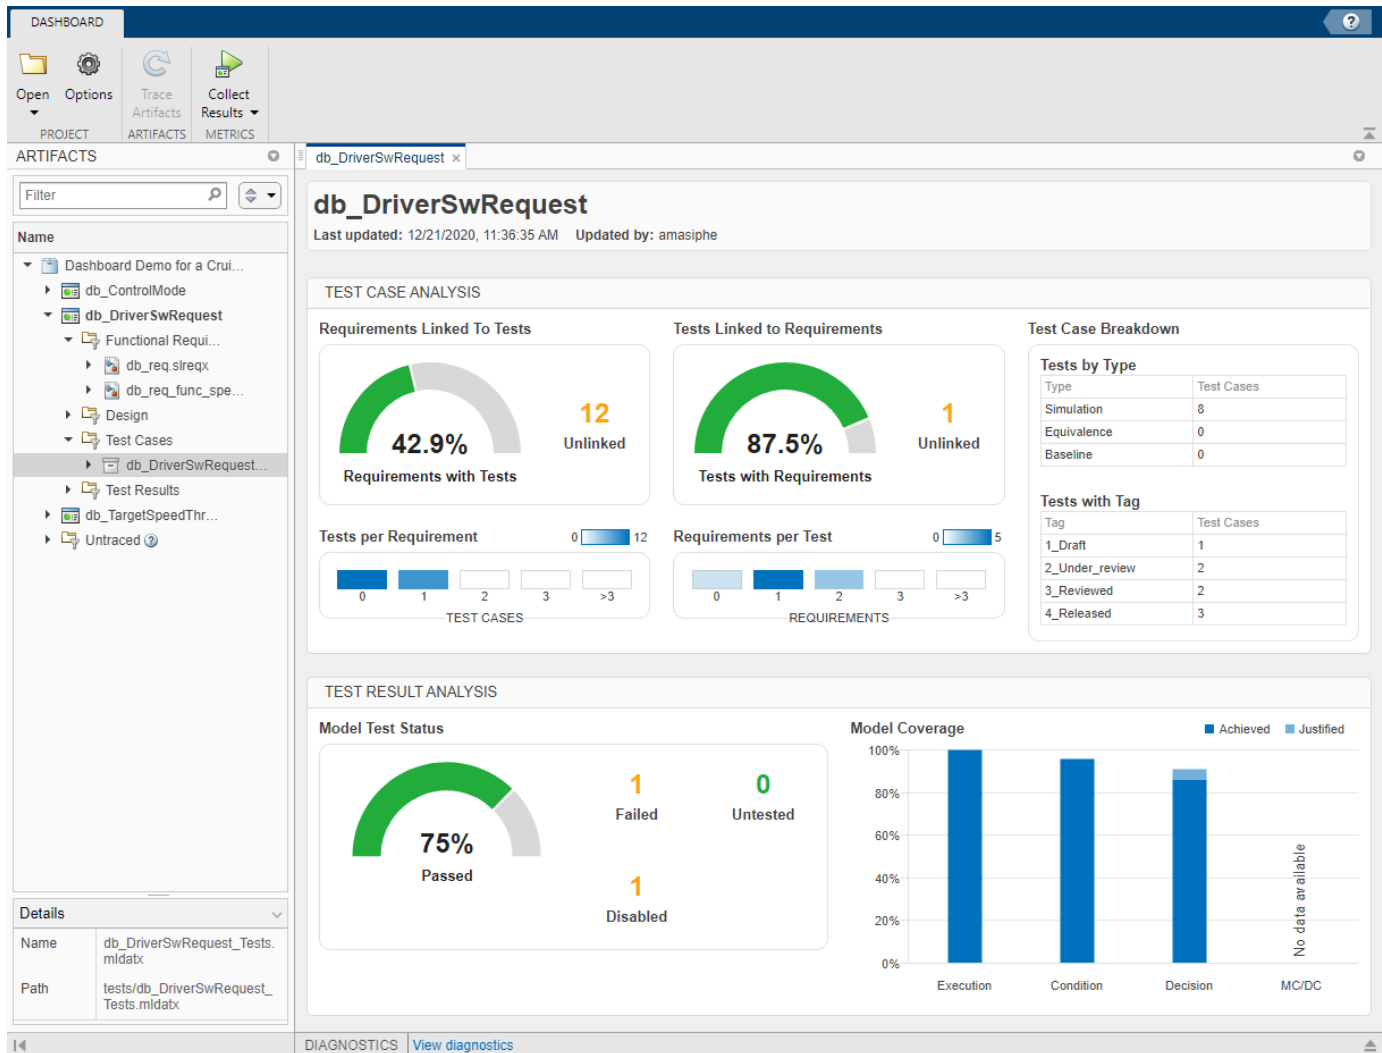 DASHBOARD
?
Open
Options
Trace
Artifacts
Collect
Results
PROJECT
ARTIFACTS
METRICS
ARTIFACTS
Filter
Name
Dashboard Demo for a Crui...
db_ControlMode
db_DriverSwRequest
Functional Requi...
db_req.slreqx
db_req_func_spe...
Design
Test Cases
db_DriverSwRequest...
Test Results
db_TargetSpeedThr...
Untraced ?
Details
Name
db_DriverSwRequest_Tests.
mldatx
Path
tests/db_DriverSwRequest_
Tests.mldatx
db_DriverSwRequest ×
db_DriverSwRequest
Last updated: 12/21/2020, 11:36:35 AM Updated by: amasiphe
TEST CASE ANALYSIS
Requirements Linked To Tests
42.9%
Requirements with Tests
12
Unlinked
Tests Linked to Requirements
87.5%
Tests with Requirements
1
Unlinked
Tests per Requirement
0 12
0 1 2 3 >3
TEST CASES
Requirements per Test
0 5
0 1 2 3 >3
REQUIREMENTS
Test Case Breakdown
Tests by Type
Type Test Cases
Simulation 8
Equivalence 0
Baseline 0
Tests with Tag
Tag Test Cases
1_Draft 1
2_Under_review 2
3_Reviewed 2
4_Released 3
TEST RESULT ANALYSIS
Model Test Status
75%
Passed
1
Failed
0
Untested
1
Disabled
Model Coverage
Achieved Justified
100%
80%
60%
40%
20%
0%
No data available
Execution Condition Decision MC/DC
DIAGNOSTICS View diagnostics